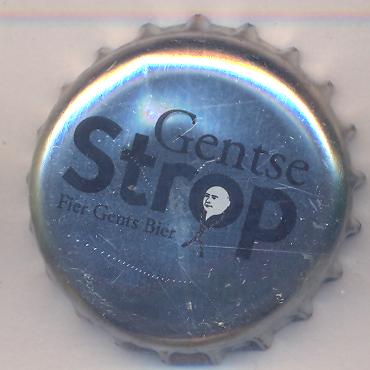 Gentse
Strop
Fier Gents Bier